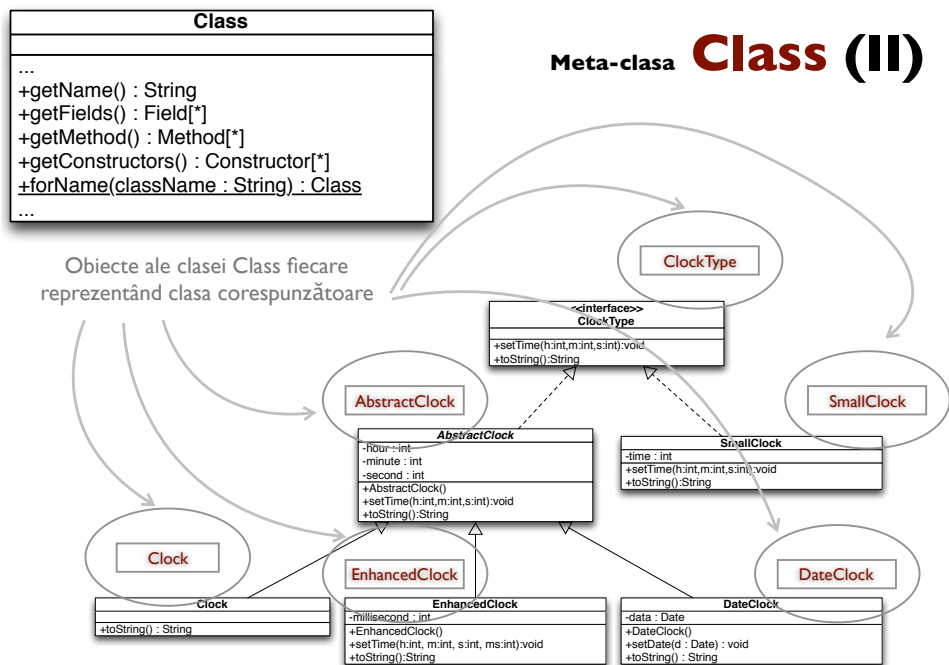 Class
...
+getName() : String
+getFields() : Field[*]
+getMethod() : Method[*]
+getConstructors() : Constructor[*]
+forName(className : String) : Class
...
Meta-clasa Class (II)
Obiecte ale clasei Class fiecare
reprezentând clasa corespunzătoare
ClockType
<<interface>>
ClockType
+setTime(h:int,m:int,s:int):void
+toString():String
AbstractClock
AbstractClock
-hour : int
-minute : int
-second : int
+AbstractClock()
+setTime(h:int,m:int,s:int):void
+toString():String
SmallClock
SmallClock
-time : int
+setTime(h:int,m:int,s:int):void
+toString():String
Clock
Clock
+toString() : String
EnhancedClock
EnhancedClock
-millisecond : int
+EnhancedClock()
+setTime(h:int, m:int, s:int, ms:int):void
+toString():String
DateClock
DateClock
-data : Date
+DateClock()
+setDate(d : Date) : void
+toString() : String